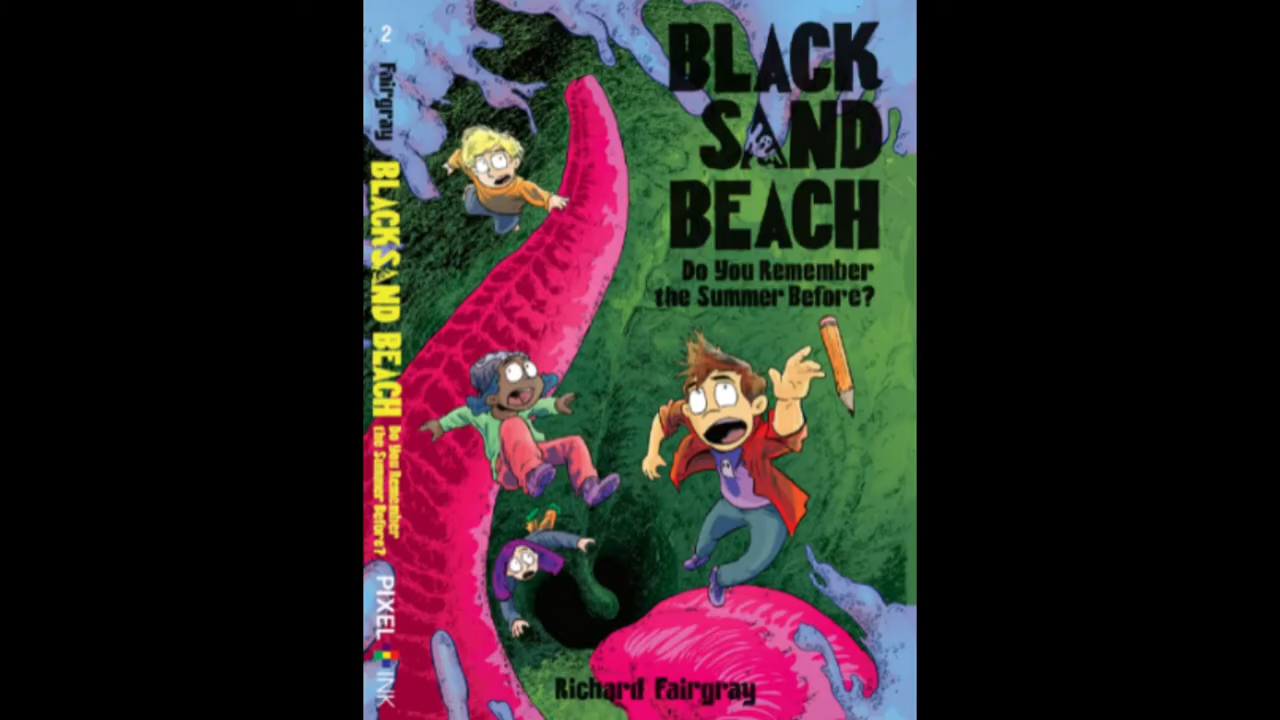 2
Fairgray
BLACK SAND BEACH
Do You Remember
the Summer Before?
PIXEL INK
BLACK
SAND
BEACH
Do You Remember
the Summer Before?
Richard Fairgray